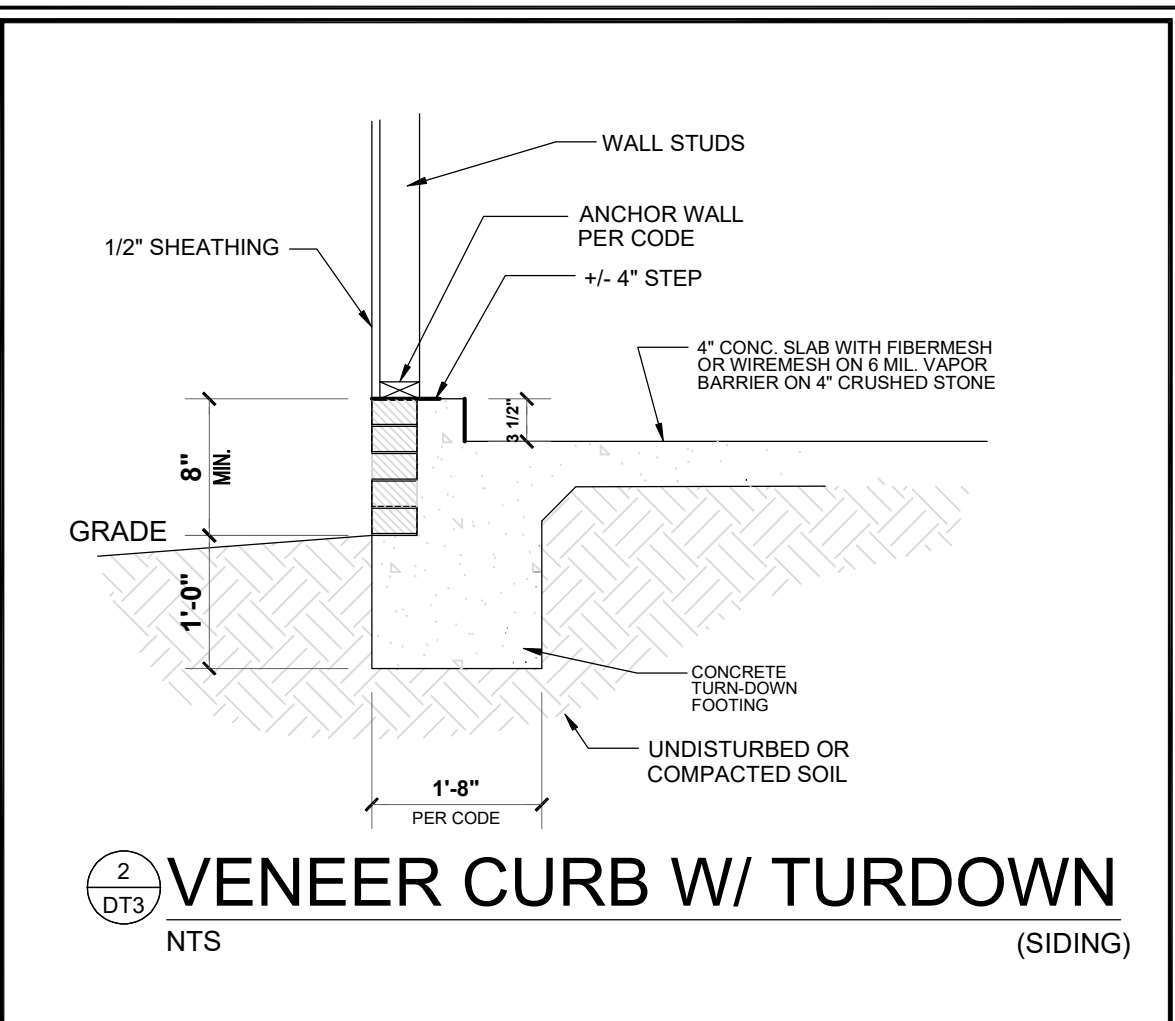 WALL STUDS
ANCHOR WALL
PER CODE
1/2" SHEATHING
+/- 4" STEP
4" CONC. SLAB WITH FIBERMESH
OR WIREMESH ON 6 MIL. VAPOR
BARRIER ON 4" CRUSHED STONE
3 1/2"
8"
MIN.
GRADE
1'-0"
CONCRETE
TURN-DOWN
FOOTING
UNDISTURBED OR
COMPACTED SOIL
1'-8"
PER CODE
2
DT3
VENEER CURB W/ TURDOWN
NTS
(SIDING)